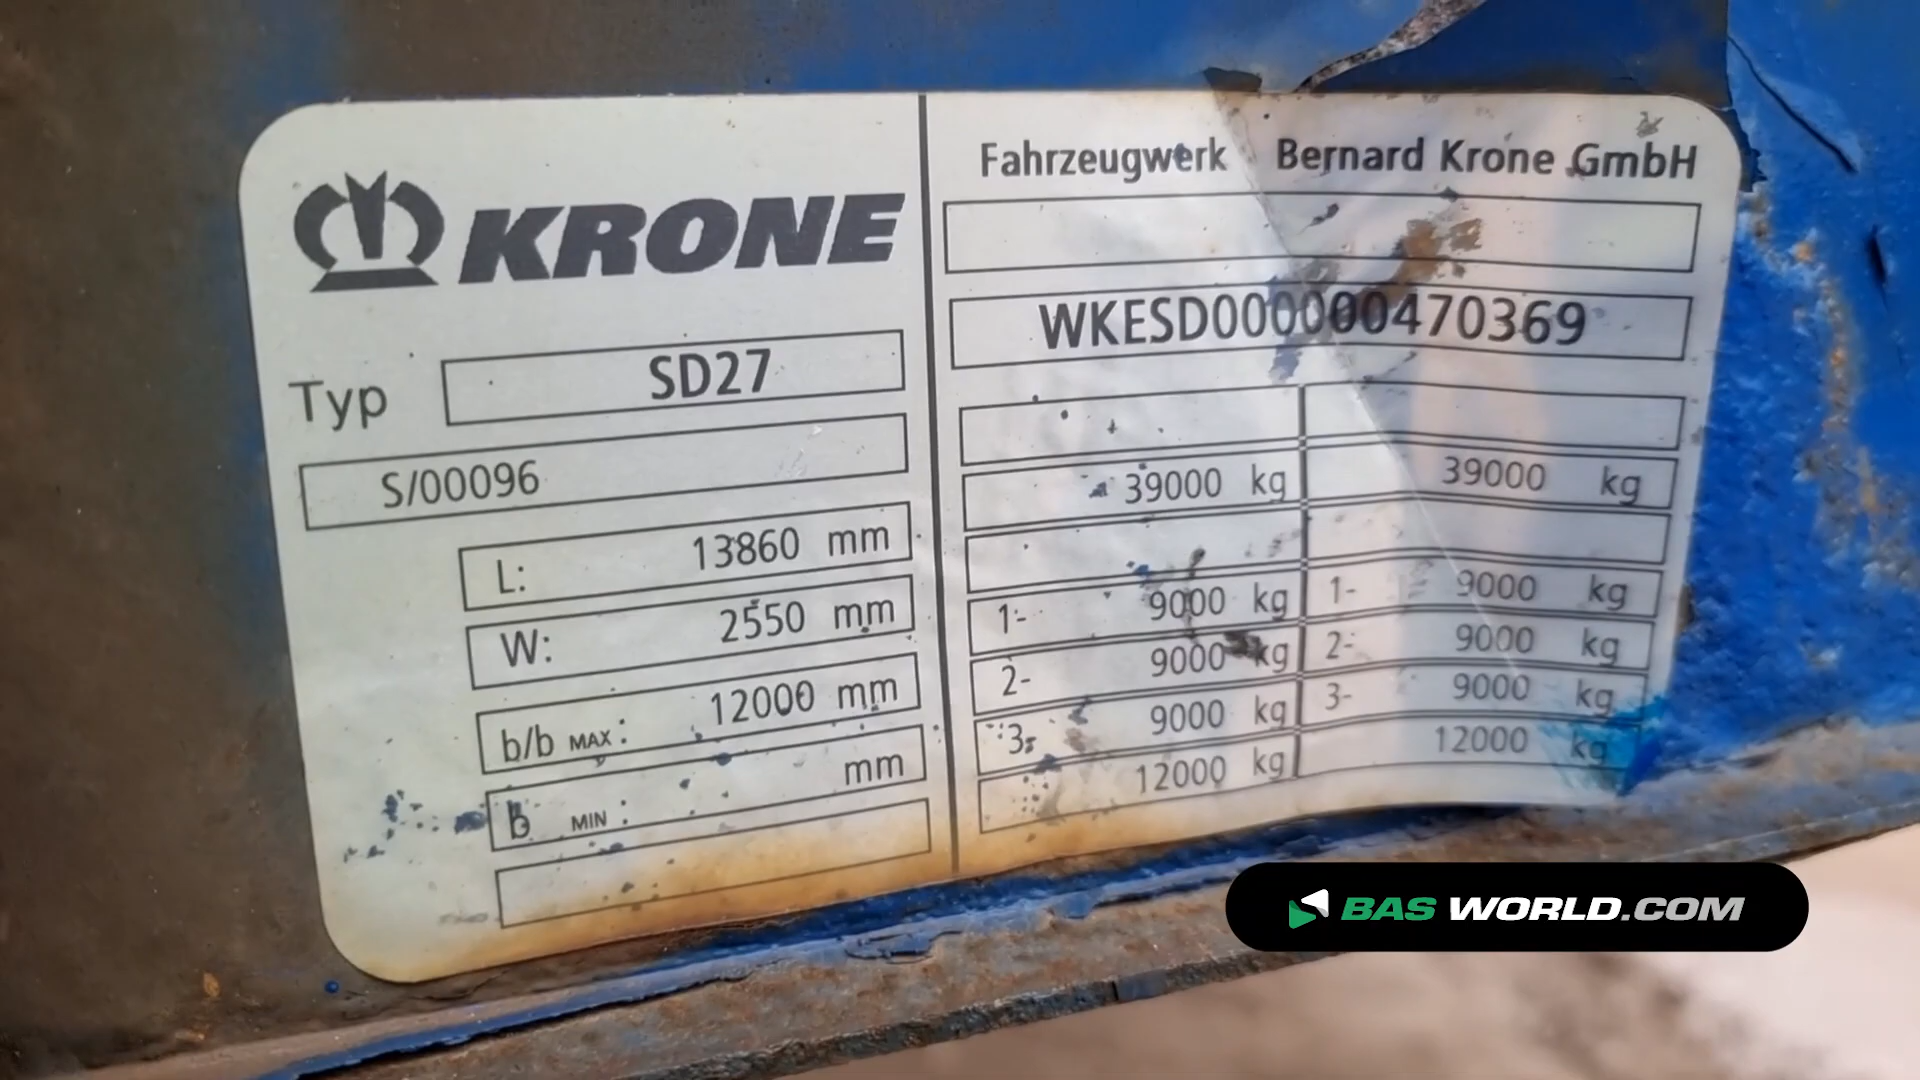 KRONE
Typ SD27
S/00096
L: 13860 mm
W: 2550 mm
b/b MAX : 12000 mm
b MIN : mm
Fahrzeugwerk Bernard Krone GmbH
WKESD000000470369
39000 kg 39000 kg
1- 9000 kg 1- 9000 kg
2- 9000 kg 2- 9000 kg
3- 9000 kg 3- 9000 kg
12000 kg 12000 kg
BAS WORLD.COM